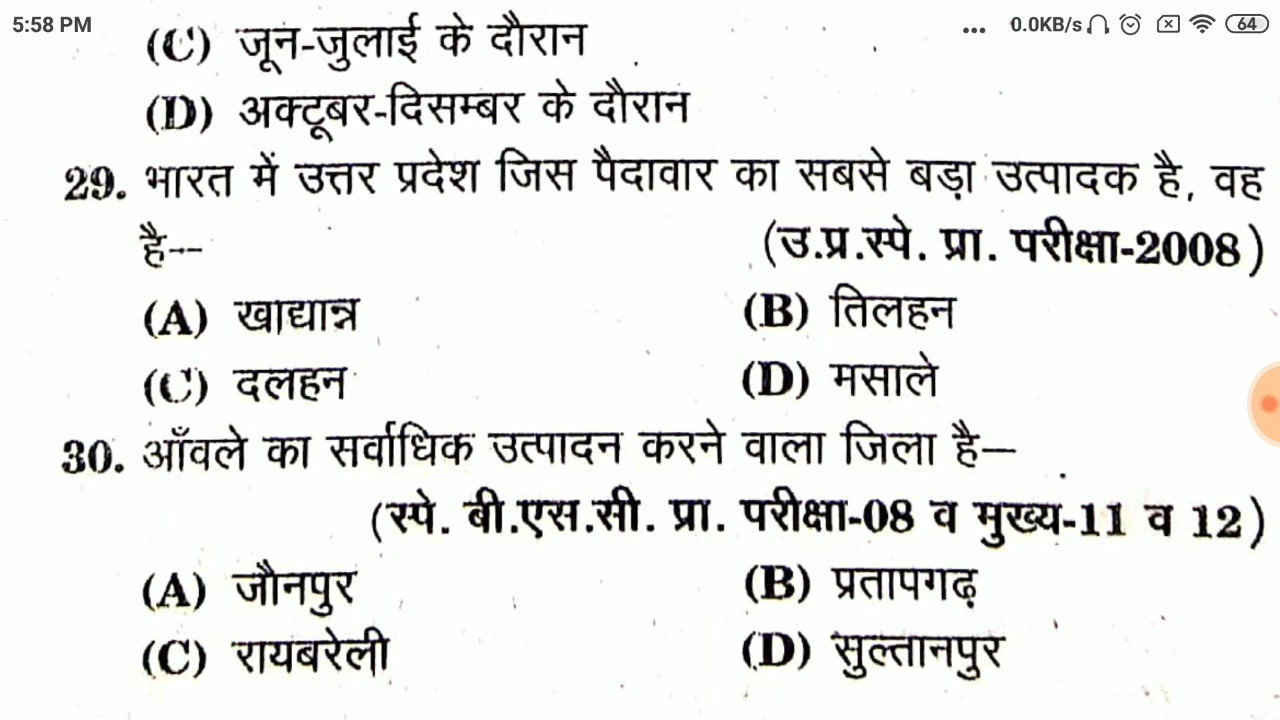 5:58 PM ... 0.0KB/s 64
(C) जून-जुलाई के दौरान
(D) अक्टूबर-दिसम्बर के दौरान
29. भारत में उत्तर प्रदेश जिस पैदावार का सबसे बड़ा उत्पादक है, वह
है-- (उ.प्र.स्पे. प्रा. परीक्षा-2008)
(A) खाद्यान्न (B) तिलहन
(C) दलहन (D) मसाले
30. आँवले का सर्वाधिक उत्पादन करने वाला जिला है—
(स्पे. बी.एस.सी. प्रा. परीक्षा-08 व मुख्य-11 व 12)
(A) जौनपुर (B) प्रतापगढ़
(C) रायबरेली (D) सुल्तानपुर